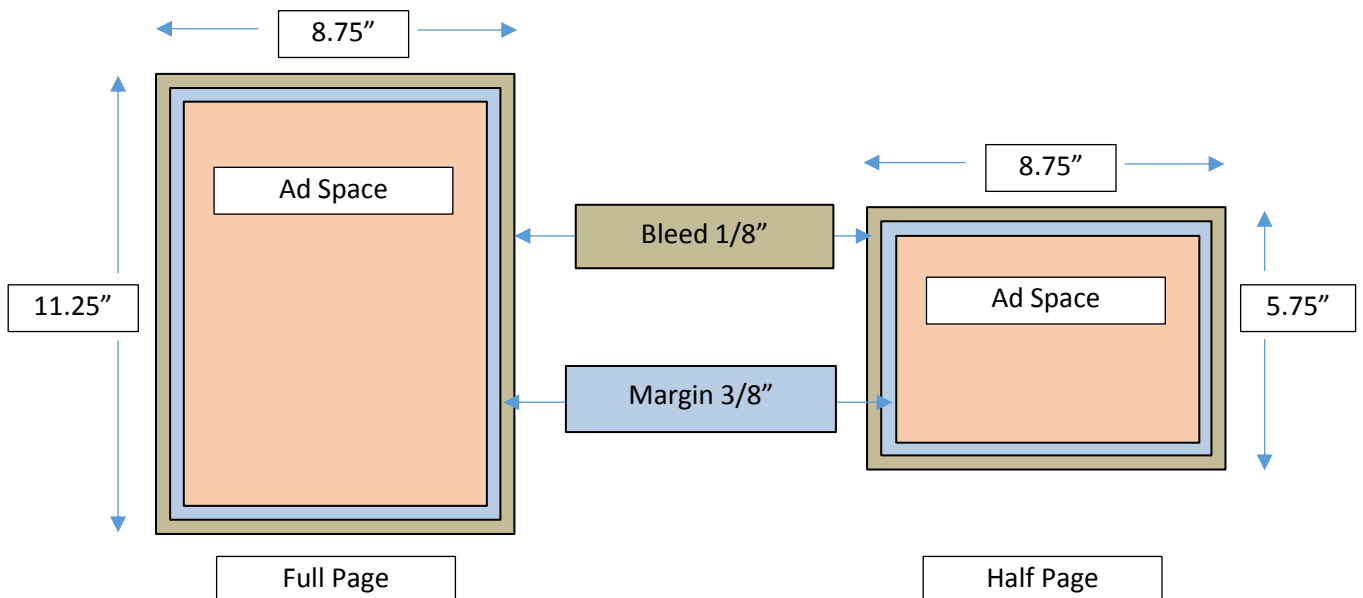 8.75”
Ad Space
8.75”
Bleed 1/8”
11.25”
Ad Space
5.75”
Margin 3/8”
Full Page
Half Page